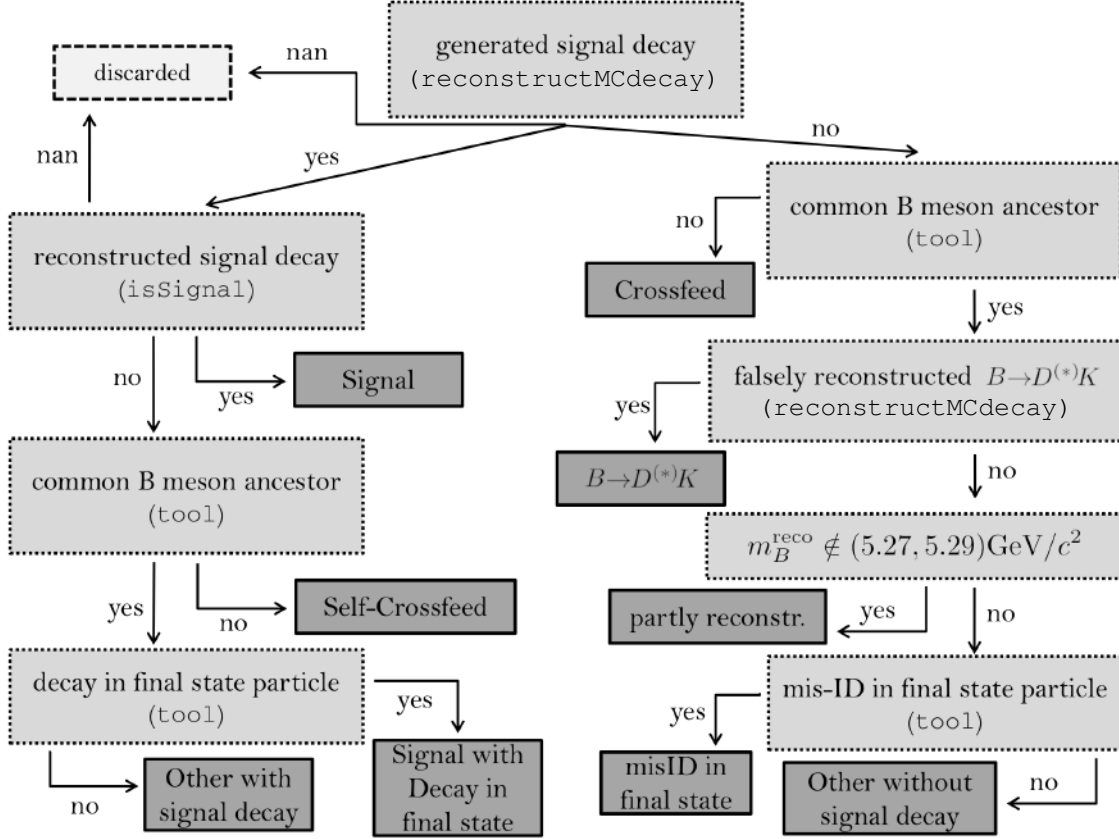 generated signal decay
(reconstructMCdecay)
nan
discarded
nan
yes
no
reconstructed signal decay
(isSignal)
common B meson ancestor
(tool)
no
Crossfeed
yes
no
yes
Signal
falsely reconstructed B→D(*)K
(reconstructMCdecay)
yes
B→D(*)K
no
common B meson ancestor
(tool)
m_B^reco ∉ (5.27, 5.29)GeV/c²
yes
no
Self-Crossfeed
partly reconstr.
yes
no
decay in final state particle
(tool)
yes
mis-ID in final state particle
(tool)
yes
no
Other with
signal decay
Signal with
Decay in
final state
misID in
final state
Other without
signal decay
no